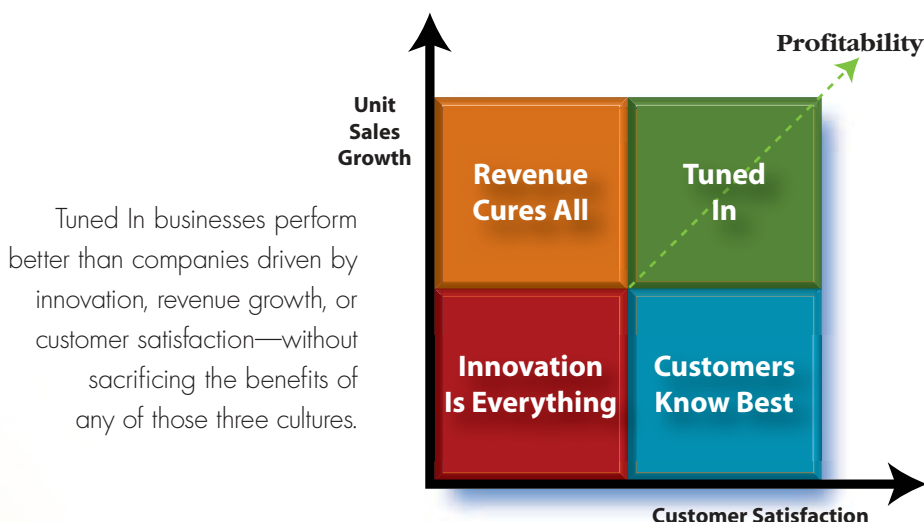 Profitability
Unit
Sales
Growth
Revenue
Cures All
Tuned
In
Tuned In businesses perform
better than companies driven by
innovation, revenue growth, or
customer satisfaction—without
sacrificing the benefits of
any of those three cultures.
Innovation
Is Everything
Customers
Know Best
Customer Satisfaction